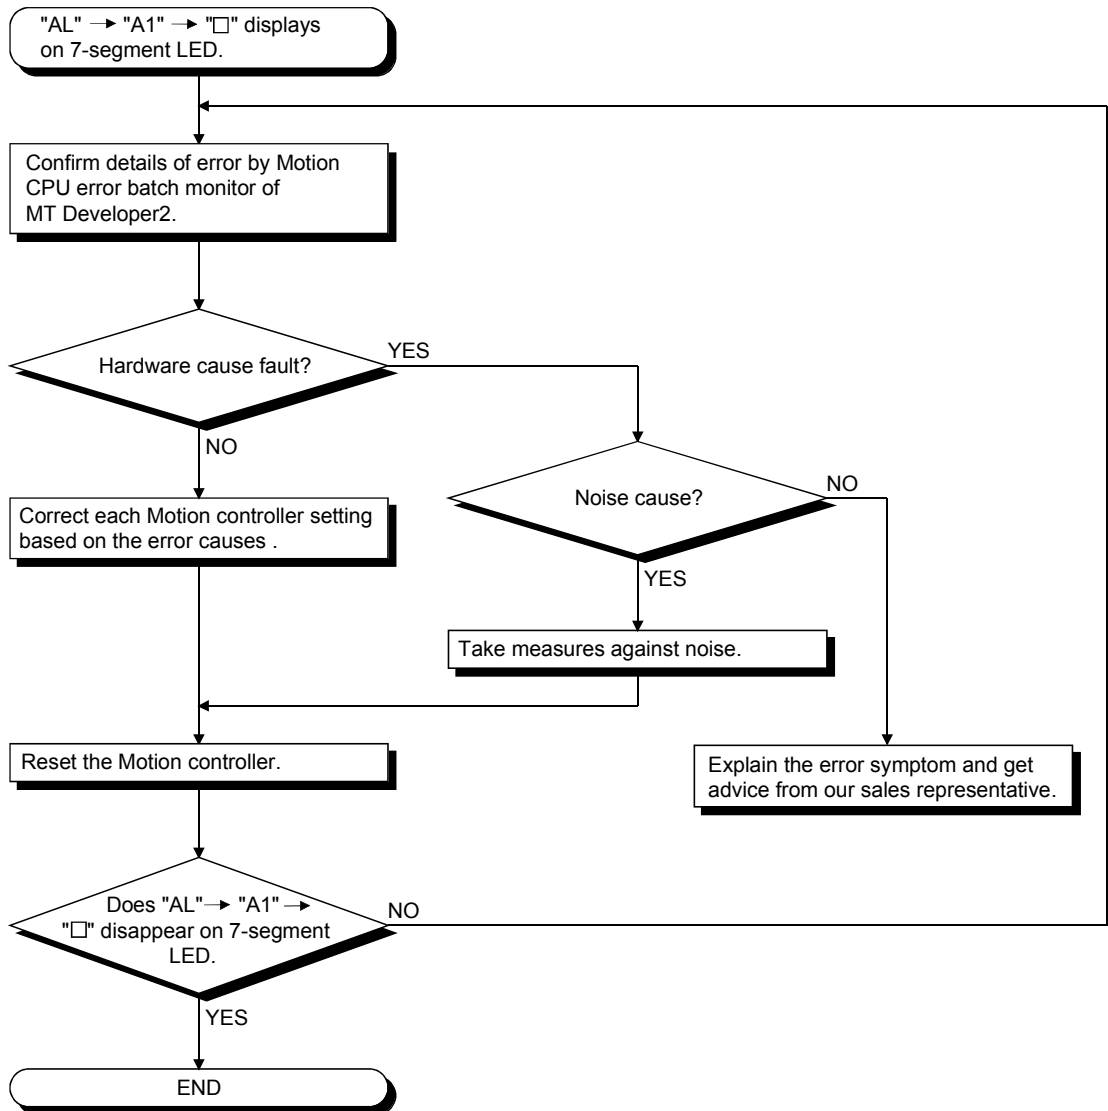 "AL" → "A1" → "□" displays
on 7-segment LED.
Confirm details of error by Motion
CPU error batch monitor of
MT Developer2.
Hardware cause fault?
YES
NO
Noise cause?
NO
YES
Correct each Motion controller setting
based on the error causes .
Take measures against noise.
Reset the Motion controller.
Explain the error symptom and get
advice from our sales representative.
Does "AL"→ "A1" →
"□" disappear on 7-segment
LED.
NO
YES
END